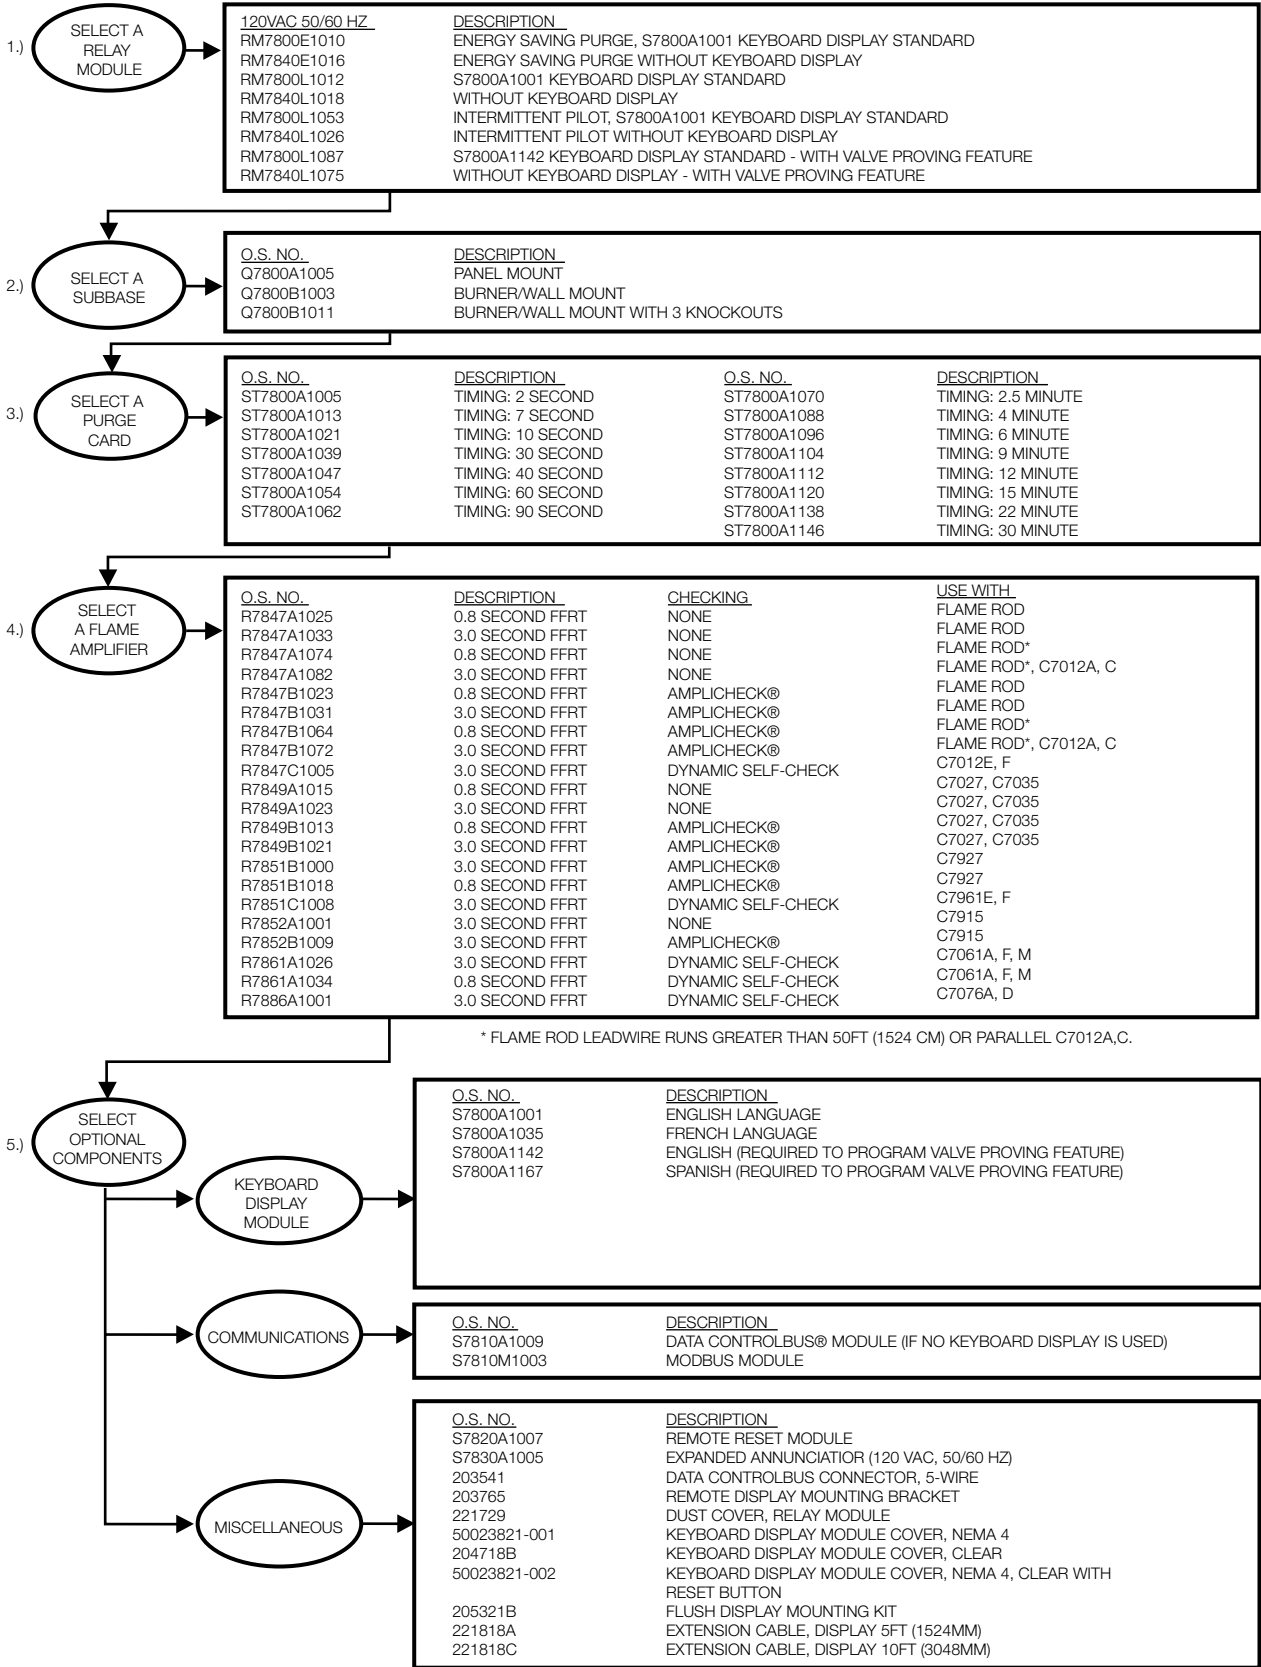 1.)
SELECT A
RELAY
MODULE
120VAC 50/60 HZ DESCRIPTION
RM7800E1010 ENERGY SAVING PURGE, S7800A1001 KEYBOARD DISPLAY STANDARD
RM7840E1016 ENERGY SAVING PURGE WITHOUT KEYBOARD DISPLAY
RM7800L1012 S7800A1001 KEYBOARD DISPLAY STANDARD
RM7840L1018 WITHOUT KEYBOARD DISPLAY
RM7800L1053 INTERMITTENT PILOT, S7800A1001 KEYBOARD DISPLAY STANDARD
RM7840L1026 INTERMITTENT PILOT WITHOUT KEYBOARD DISPLAY
RM7800L1087 S7800A1142 KEYBOARD DISPLAY STANDARD - WITH VALVE PROVING FEATURE
RM7840L1075 WITHOUT KEYBOARD DISPLAY - WITH VALVE PROVING FEATURE
2.)
SELECT A
SUBBASE
O.S. NO. DESCRIPTION
Q7800A1005 PANEL MOUNT
Q7800B1003 BURNER/WALL MOUNT
Q7800B1011 BURNER/WALL MOUNT WITH 3 KNOCKOUTS
3.)
SELECT A
PURGE
CARD
O.S. NO. DESCRIPTION O.S. NO. DESCRIPTION
ST7800A1005 TIMING: 2 SECOND ST7800A1070 TIMING: 2.5 MINUTE
ST7800A1013 TIMING: 7 SECOND ST7800A1088 TIMING: 4 MINUTE
ST7800A1021 TIMING: 10 SECOND ST7800A1096 TIMING: 6 MINUTE
ST7800A1039 TIMING: 30 SECOND ST7800A1104 TIMING: 9 MINUTE
ST7800A1047 TIMING: 40 SECOND ST7800A1112 TIMING: 12 MINUTE
ST7800A1054 TIMING: 60 SECOND ST7800A1120 TIMING: 15 MINUTE
ST7800A1062 TIMING: 90 SECOND ST7800A1138 TIMING: 22 MINUTE
ST7800A1146 TIMING: 30 MINUTE
4.)
SELECT
A FLAME
AMPLIFIER
O.S. NO. DESCRIPTION CHECKING USE WITH
R7847A1025 0.8 SECOND FFRT NONE FLAME ROD
R7847A1033 3.0 SECOND FFRT NONE FLAME ROD
R7847A1074 0.8 SECOND FFRT NONE FLAME ROD*
R7847A1082 3.0 SECOND FFRT NONE FLAME ROD*, C7012A, C
R7847B1023 0.8 SECOND FFRT AMPLICHECK® FLAME ROD
R7847B1031 3.0 SECOND FFRT AMPLICHECK® FLAME ROD
R7847B1064 0.8 SECOND FFRT AMPLICHECK® FLAME ROD*
R7847B1072 3.0 SECOND FFRT AMPLICHECK® FLAME ROD*, C7012A, C
R7847C1005 3.0 SECOND FFRT DYNAMIC SELF-CHECK C7012E, F
R7849A1015 0.8 SECOND FFRT NONE C7027, C7035
R7849A1023 3.0 SECOND FFRT NONE C7027, C7035
R7849B1013 0.8 SECOND FFRT AMPLICHECK® C7027, C7035
R7849B1021 3.0 SECOND FFRT AMPLICHECK® C7027, C7035
R7851B1000 3.0 SECOND FFRT AMPLICHECK® C7927
R7851B1018 0.8 SECOND FFRT AMPLICHECK® C7927
R7851C1008 3.0 SECOND FFRT DYNAMIC SELF-CHECK C7961E, F
R7852A1001 3.0 SECOND FFRT NONE C7915
R7852B1009 3.0 SECOND FFRT AMPLICHECK® C7915
R7861A1026 3.0 SECOND FFRT DYNAMIC SELF-CHECK C7061A, F, M
R7861A1034 0.8 SECOND FFRT DYNAMIC SELF-CHECK C7061A, F, M
R7886A1001 3.0 SECOND FFRT DYNAMIC SELF-CHECK C7076A, D
* FLAME ROD LEADWIRE RUNS GREATER THAN 50FT (1524 CM) OR PARALLEL C7012A,C.
5.)
SELECT
OPTIONAL
COMPONENTS
KEYBOARD
DISPLAY
MODULE
O.S. NO. DESCRIPTION
S7800A1001 ENGLISH LANGUAGE
S7800A1035 FRENCH LANGUAGE
S7800A1142 ENGLISH (REQUIRED TO PROGRAM VALVE PROVING FEATURE)
S7800A1167 SPANISH (REQUIRED TO PROGRAM VALVE PROVING FEATURE)
COMMUNICATIONS
O.S. NO. DESCRIPTION
S7810A1009 DATA CONTROLBUS® MODULE (IF NO KEYBOARD DISPLAY IS USED)
S7810M1003 MODBUS MODULE
MISCELLANEOUS
O.S. NO. DESCRIPTION
S7820A1007 REMOTE RESET MODULE
S7830A1005 EXPANDED ANNUNCIATIOR (120 VAC, 50/60 HZ)
203541 DATA CONTROLBUS CONNECTOR, 5-WIRE
203765 REMOTE DISPLAY MOUNTING BRACKET
221729 DUST COVER, RELAY MODULE
50023821-001 KEYBOARD DISPLAY MODULE COVER, NEMA 4
204718B KEYBOARD DISPLAY MODULE COVER, CLEAR
50023821-002 KEYBOARD DISPLAY MODULE COVER, NEMA 4, CLEAR WITH
RESET BUTTON
205321B FLUSH DISPLAY MOUNTING KIT
221818A EXTENSION CABLE, DISPLAY 5FT (1524MM)
221818C EXTENSION CABLE, DISPLAY 10FT (3048MM)